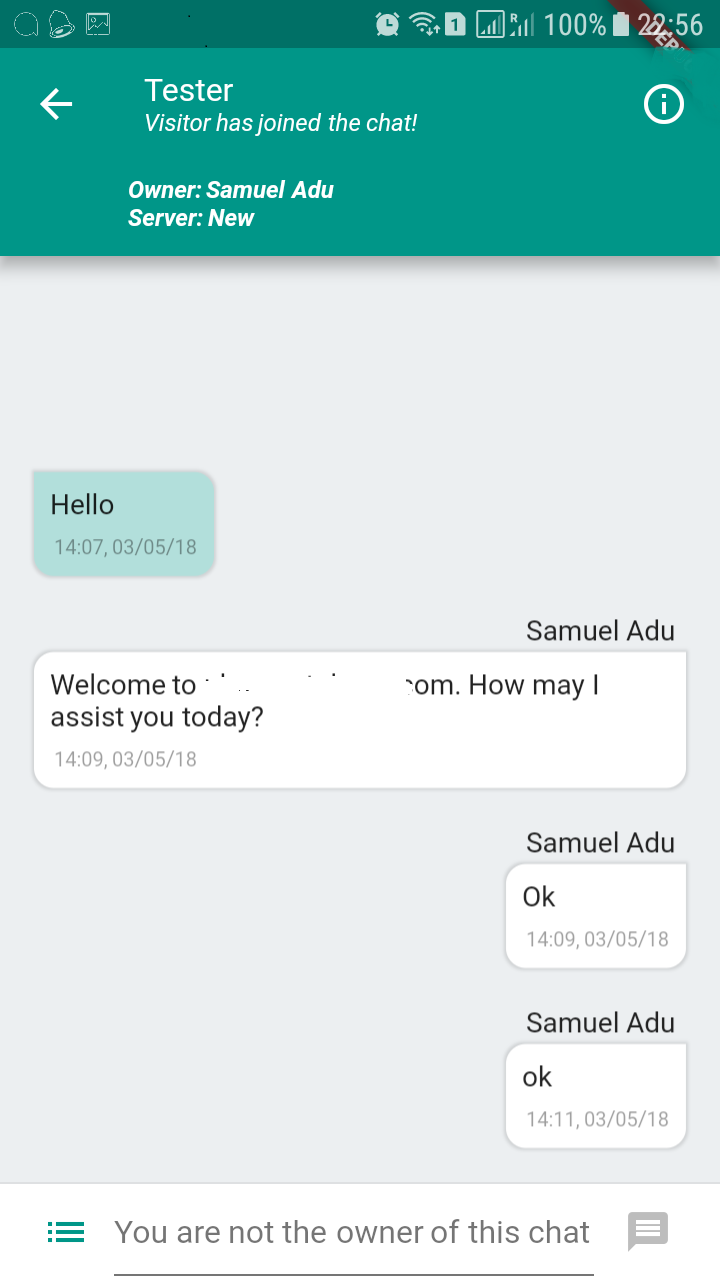 100% 22:56
Tester
Visitor has joined the chat!
Owner: Samuel Adu
Server: New
Hello
14:07, 03/05/18
Samuel Adu
Welcome to com. How may I
assist you today?
14:09, 03/05/18
Samuel Adu
Ok
14:09, 03/05/18
Samuel Adu
ok
14:11, 03/05/18
You are not the owner of this chat